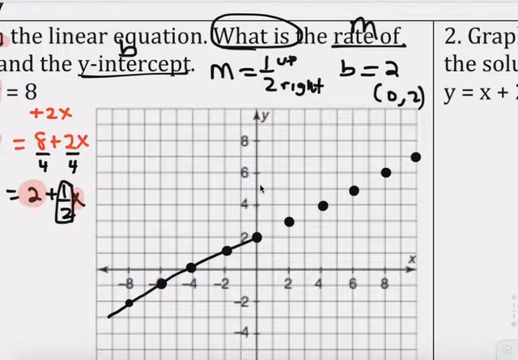 the linear equation. What is the rate of m
and the y-intercept. b
m = 1 up / 2 right b = 2
= 8 (0, 2) 
+2x
= 8 + 2x
4 4
= 2 + 1/2 x
2. Grap
the solu
y = x +
y
8
6
4
2
-8 -6 -4 -2 2 4 6 8 x
-2
-4